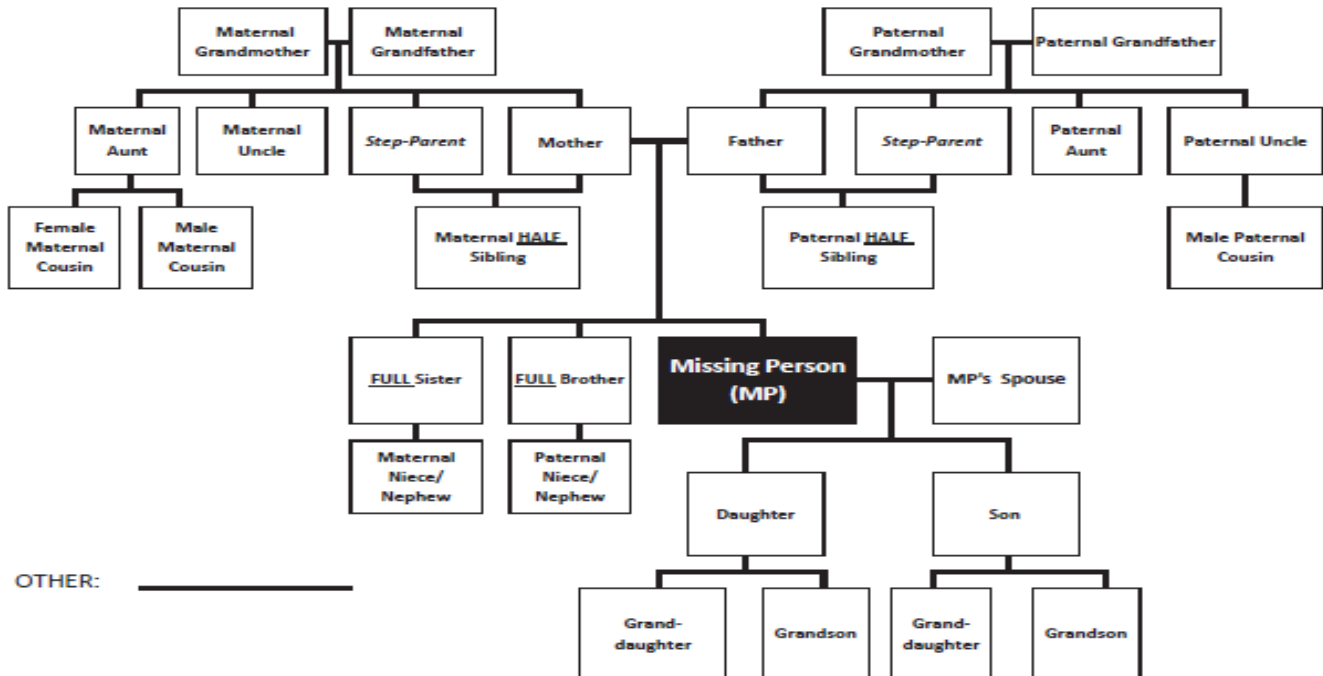 Maternal
Grandmother
Maternal
Grandfather
Paternal
Grandmother
Paternal Grandfather
Maternal
Aunt
Maternal
Uncle
Step-Parent
Mother
Father
Step-Parent
Paternal
Aunt
Paternal Uncle
Female
Maternal
Cousin
Male
Maternal
Cousin
Maternal HALF
Sibling
Paternal HALF
Sibling
Male Paternal
Cousin
FULL Sister
FULL Brother
Missing Person
(MP)
MP's Spouse
Maternal
Niece/
Nephew
Paternal
Niece/
Nephew
Daughter
Son
OTHER:
Grand-
daughter
Grandson
Grand-
daughter
Grandson